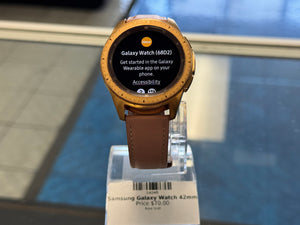 Galaxy Watch (68D2)
Get started in the Galaxy
Wearable app on your
phone.
Accessibility
Samsung Galaxy Watch 42mm
Price $70.00